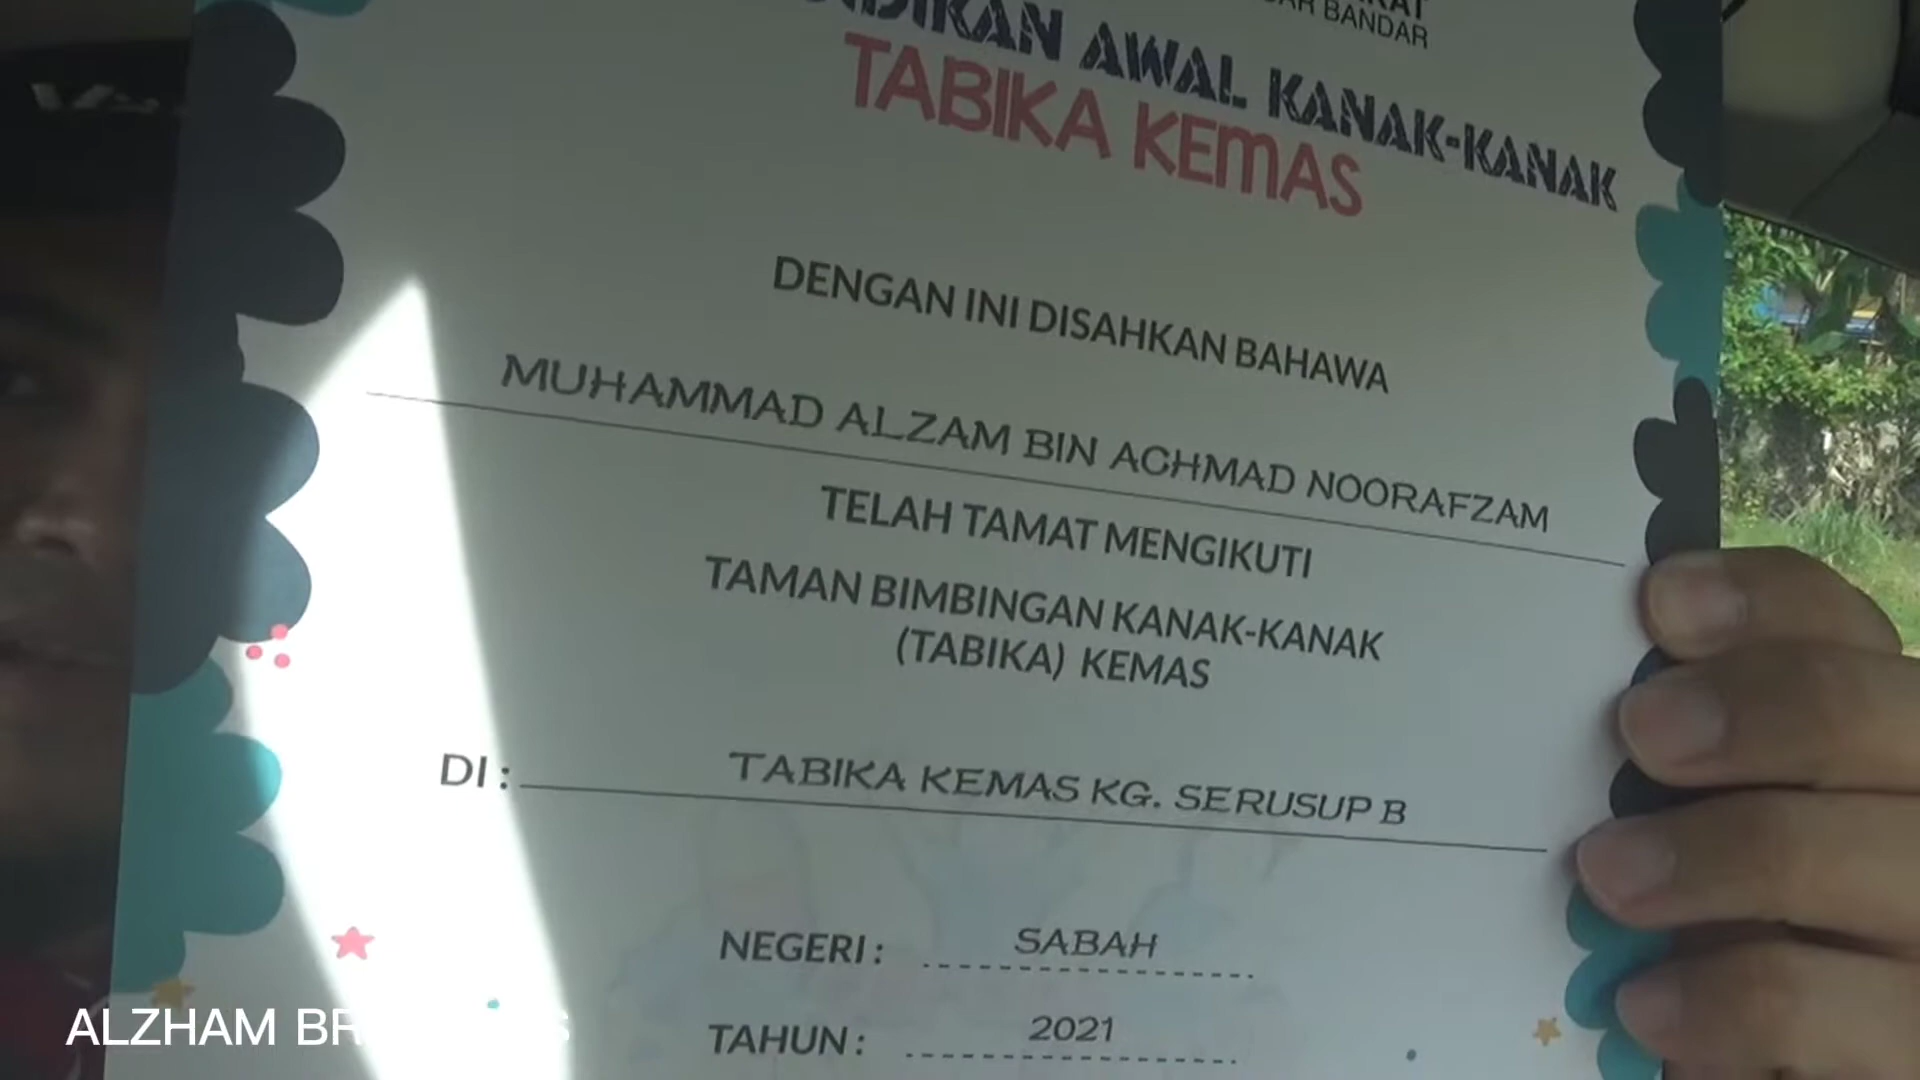 BANDAR
AWAL KANAK-KANAK
TABIKA KEMAS
DENGAN INI DISAHKAN BAHAWA
MUHAMMAD ALZAM BIN ACHMAD NOORAFZAM
TELAH TAMAT MENGIKUTI
TAMAN BIMBINGAN KANAK-KANAK
(TABIKA) KEMAS
DI : TABIKA KEMAS KG. SERUSUP B
NEGERI : SABAH
TAHUN : 2021
ALZHAM